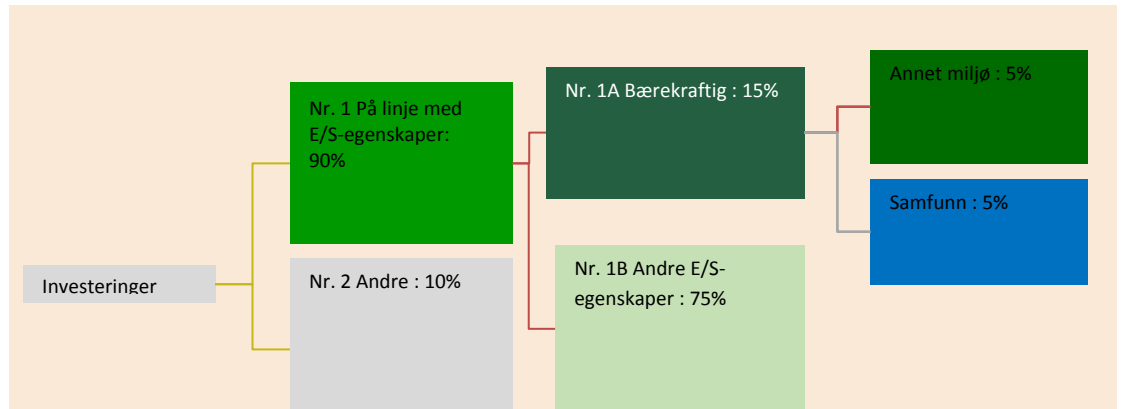 Investeringer
Nr. 1 På linje med
E/S-egenskaper:
90%
Nr. 2 Andre : 10%
Nr. 1A Bærekraftig : 15%
Nr. 1B Andre E/S-
egenskaper : 75%
Annet miljø : 5%
Samfunn : 5%